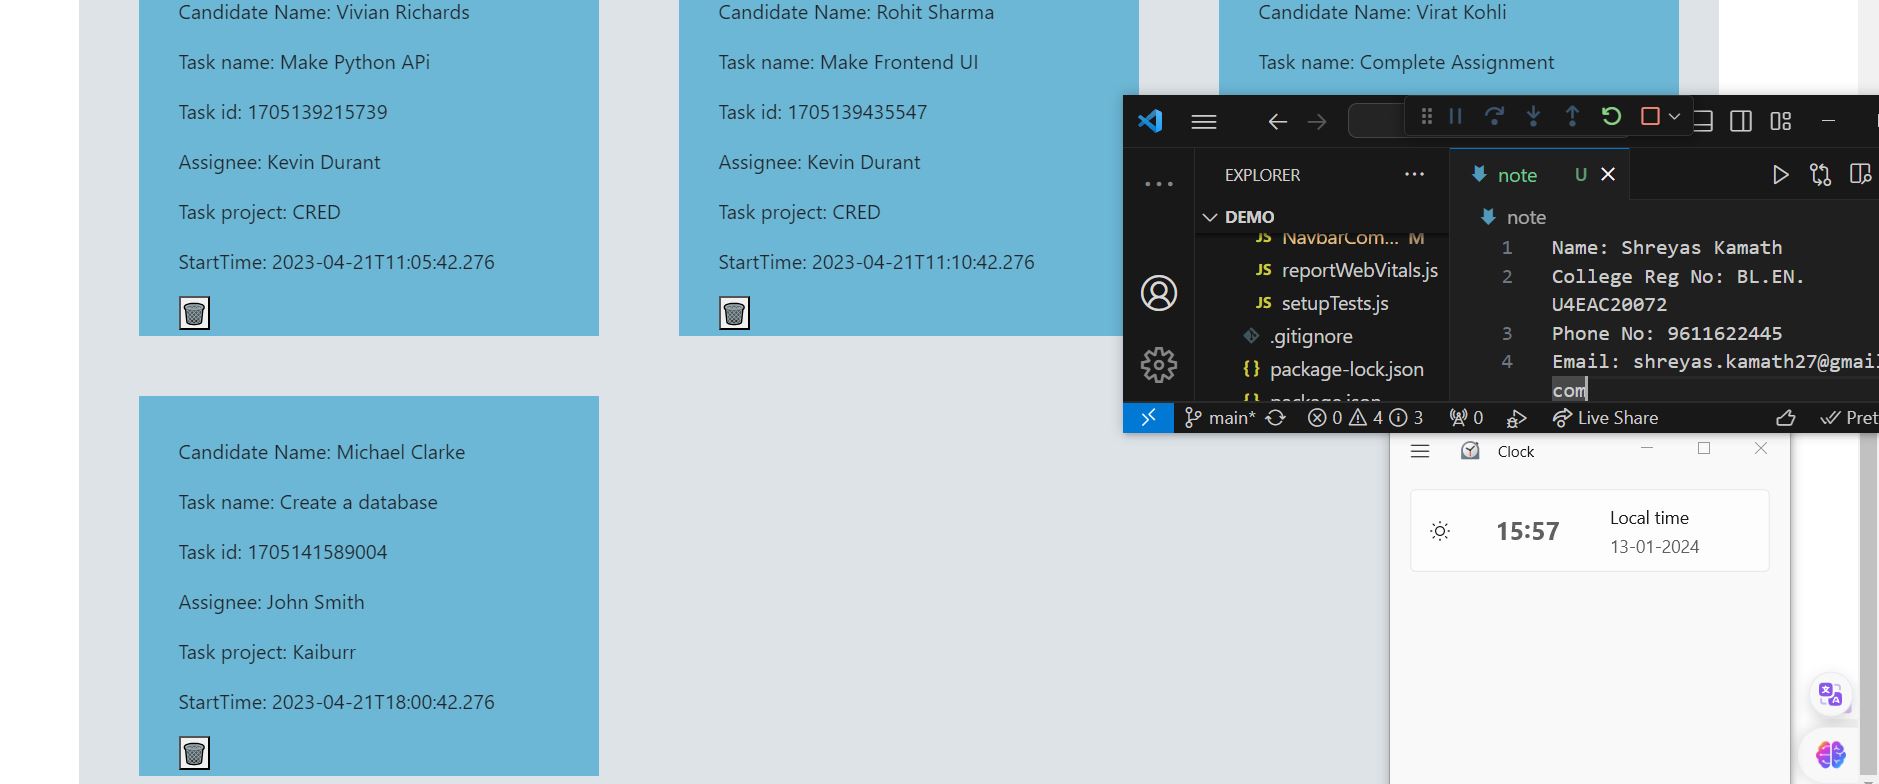 Candidate Name: Vivian Richards
Task name: Make Python APi
Task id: 1705139215739
Assignee: Kevin Durant
Task project: CRED
StartTime: 2023-04-21T11:05:42.276
Candidate Name: Rohit Sharma
Task name: Make Frontend UI
Task id: 1705139435547
Assignee: Kevin Durant
Task project: CRED
StartTime: 2023-04-21T11:10:42.276
Candidate Name: Virat Kohli
Task name: Complete Assignment
Candidate Name: Michael Clarke
Task name: Create a database
Task id: 1705141589004
Assignee: John Smith
Task project: Kaiburr
StartTime: 2023-04-21T18:00:42.276
EXPLORER
DEMO
JS NavbarCom... M
JS reportWebVitals.js
JS setupTests.js
.gitignore
{} package-lock.json
{} package.json
note U
note
1 Name: Shreyas Kamath
2 College Reg No: BL.EN.
U4EAC20072
3 Phone No: 9611622445
4 Email: shreyas.kamath27@gmail
com
main* 0 4 3 0 Live Share Pret
Clock
15:57
Local time
13-01-2024